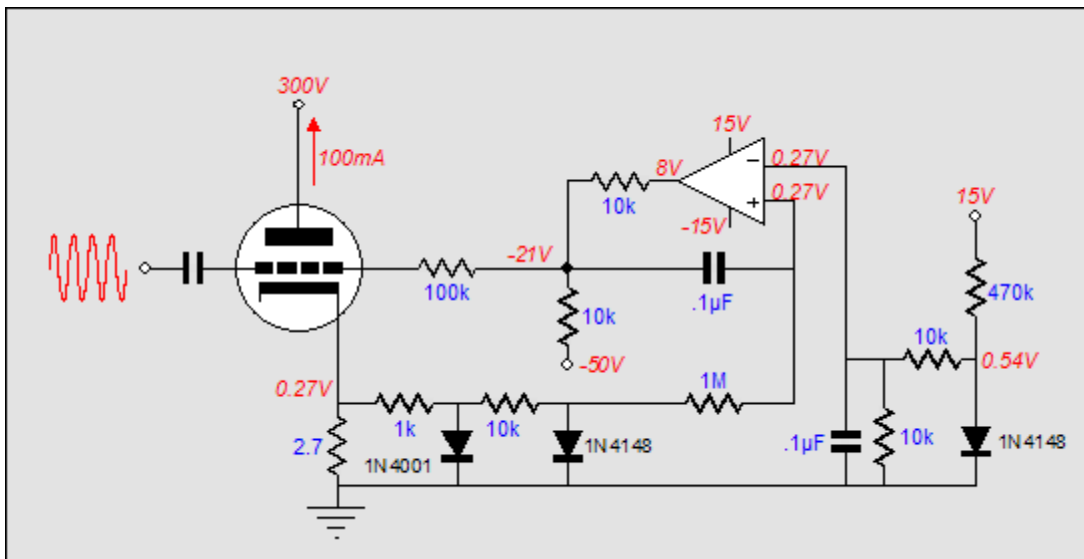 300V
100mA
15V
8V
0.27V
0.27V
10k
-15V
15V
-21V
100k
.1µF
470k
10k
10k
0.54V
-50V
1M
0.27V
1k
10k
2.7
1N4001
1N4148
.1µF
10k
1N4148